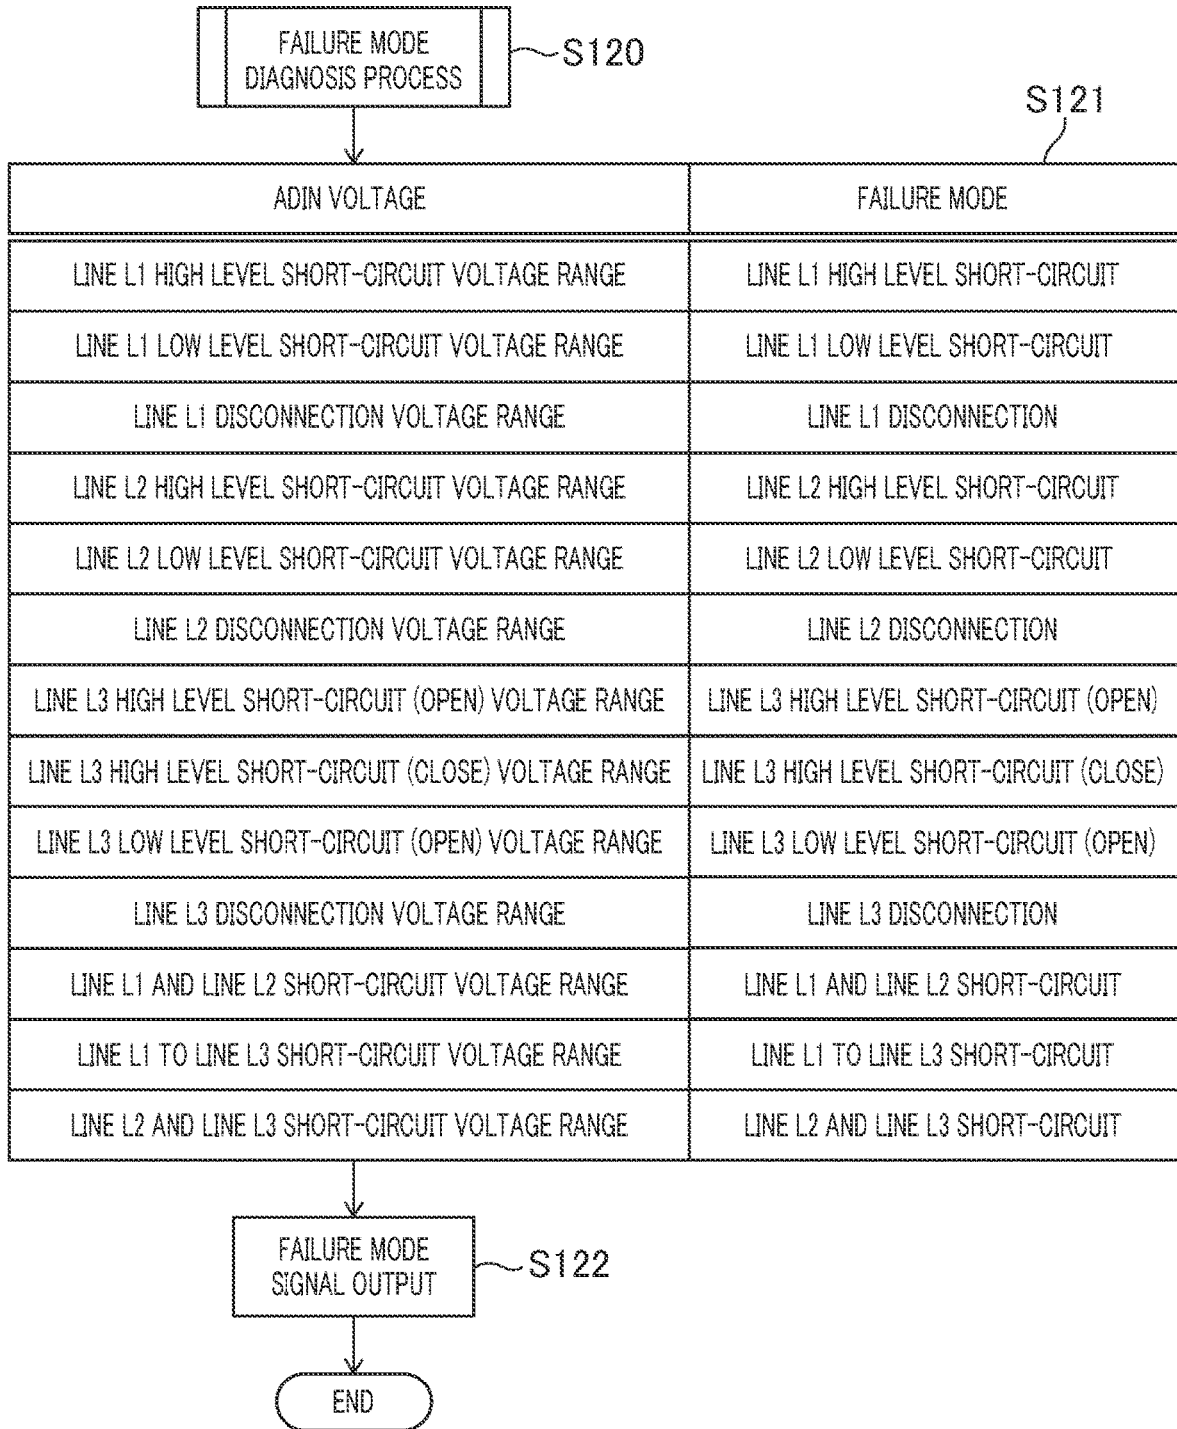 FAILURE MODE
DIAGNOSIS PROCESS
S120
S121
ADIN VOLTAGE
FAILURE MODE
LINE L1 HIGH LEVEL SHORT-CIRCUIT VOLTAGE RANGE
LINE L1 HIGH LEVEL SHORT-CIRCUIT
LINE L1 LOW LEVEL SHORT-CIRCUIT VOLTAGE RANGE
LINE L1 LOW LEVEL SHORT-CIRCUIT
LINE L1 DISCONNECTION VOLTAGE RANGE
LINE L1 DISCONNECTION
LINE L2 HIGH LEVEL SHORT-CIRCUIT VOLTAGE RANGE
LINE L2 HIGH LEVEL SHORT-CIRCUIT
LINE L2 LOW LEVEL SHORT-CIRCUIT VOLTAGE RANGE
LINE L2 LOW LEVEL SHORT-CIRCUIT
LINE L2 DISCONNECTION VOLTAGE RANGE
LINE L2 DISCONNECTION
LINE L3 HIGH LEVEL SHORT-CIRCUIT (OPEN) VOLTAGE RANGE
LINE L3 HIGH LEVEL SHORT-CIRCUIT (OPEN)
LINE L3 HIGH LEVEL SHORT-CIRCUIT (CLOSE) VOLTAGE RANGE
LINE L3 HIGH LEVEL SHORT-CIRCUIT (CLOSE)
LINE L3 LOW LEVEL SHORT-CIRCUIT (OPEN) VOLTAGE RANGE
LINE L3 LOW LEVEL SHORT-CIRCUIT (OPEN)
LINE L3 DISCONNECTION VOLTAGE RANGE
LINE L3 DISCONNECTION
LINE L1 AND LINE L2 SHORT-CIRCUIT VOLTAGE RANGE
LINE L1 AND LINE L2 SHORT-CIRCUIT
LINE L1 TO LINE L3 SHORT-CIRCUIT VOLTAGE RANGE
LINE L1 TO LINE L3 SHORT-CIRCUIT
LINE L2 AND LINE L3 SHORT-CIRCUIT VOLTAGE RANGE
LINE L2 AND LINE L3 SHORT-CIRCUIT
FAILURE MODE
SIGNAL OUTPUT
S122
END